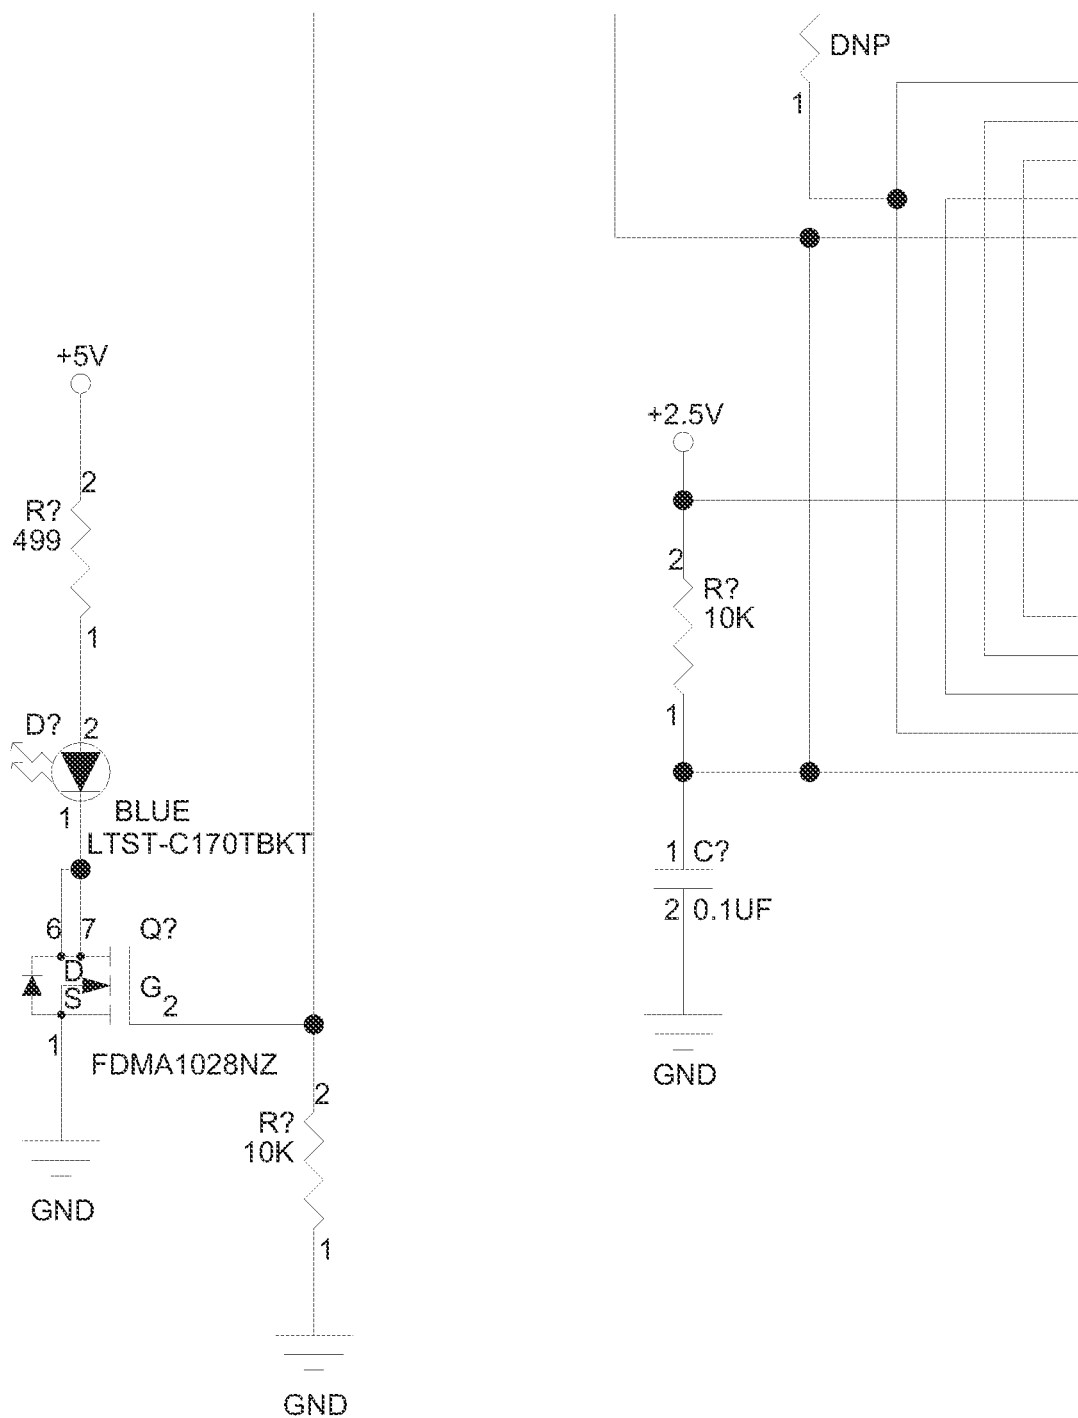 DNP
1
+5V
+2.5V
2
R?
499
2
R?
10K
1
1
D?
2
BLUE
1
LTST-C170TBKT
1
C?
2
0.1UF
6
7
Q?
D
S
G
2
1
FDMA1028NZ
GND
2
R?
10K
GND
1
GND